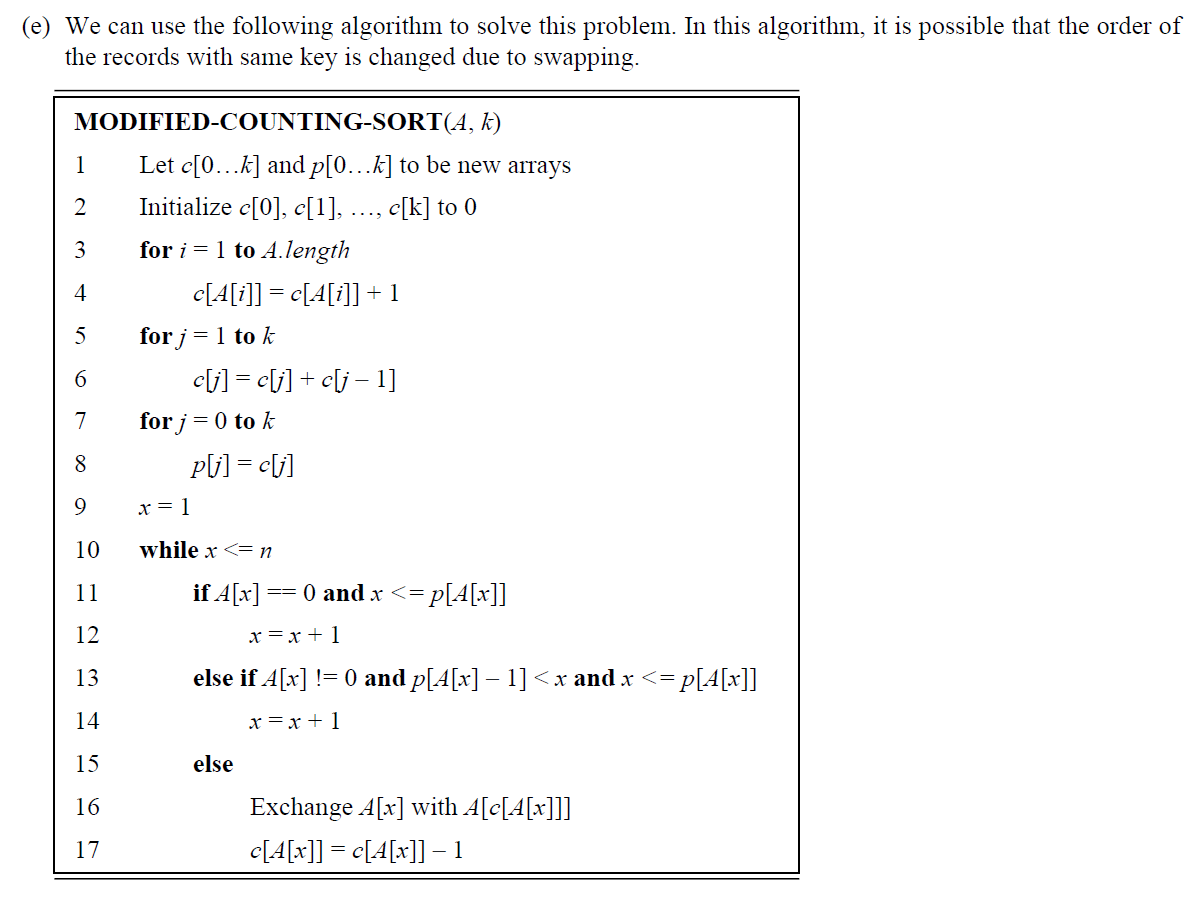 (e) We can use the following algorithm to solve this problem. In this algorithm, it is possible that the order of
the records with same key is changed due to swapping.
MODIFIED-COUNTING-SORT(A, k)
1 Let c[0…k] and p[0…k] to be new arrays
2 Initialize c[0], c[1], …, c[k] to 0
3 for i = 1 to A.length
4 c[A[i]] = c[A[i]] + 1
5 for j = 1 to k
6 c[j] = c[j] + c[j – 1]
7 for j = 0 to k
8 p[j] = c[j]
9 x = 1
10 while x <= n
11 if A[x] == 0 and x <= p[A[x]]
12 x = x + 1
13 else if A[x] != 0 and p[A[x] – 1] < x and x <= p[A[x]]
14 x = x + 1
15 else
16 Exchange A[x] with A[c[A[x]]]
17 c[A[x]] = c[A[x]] – 1